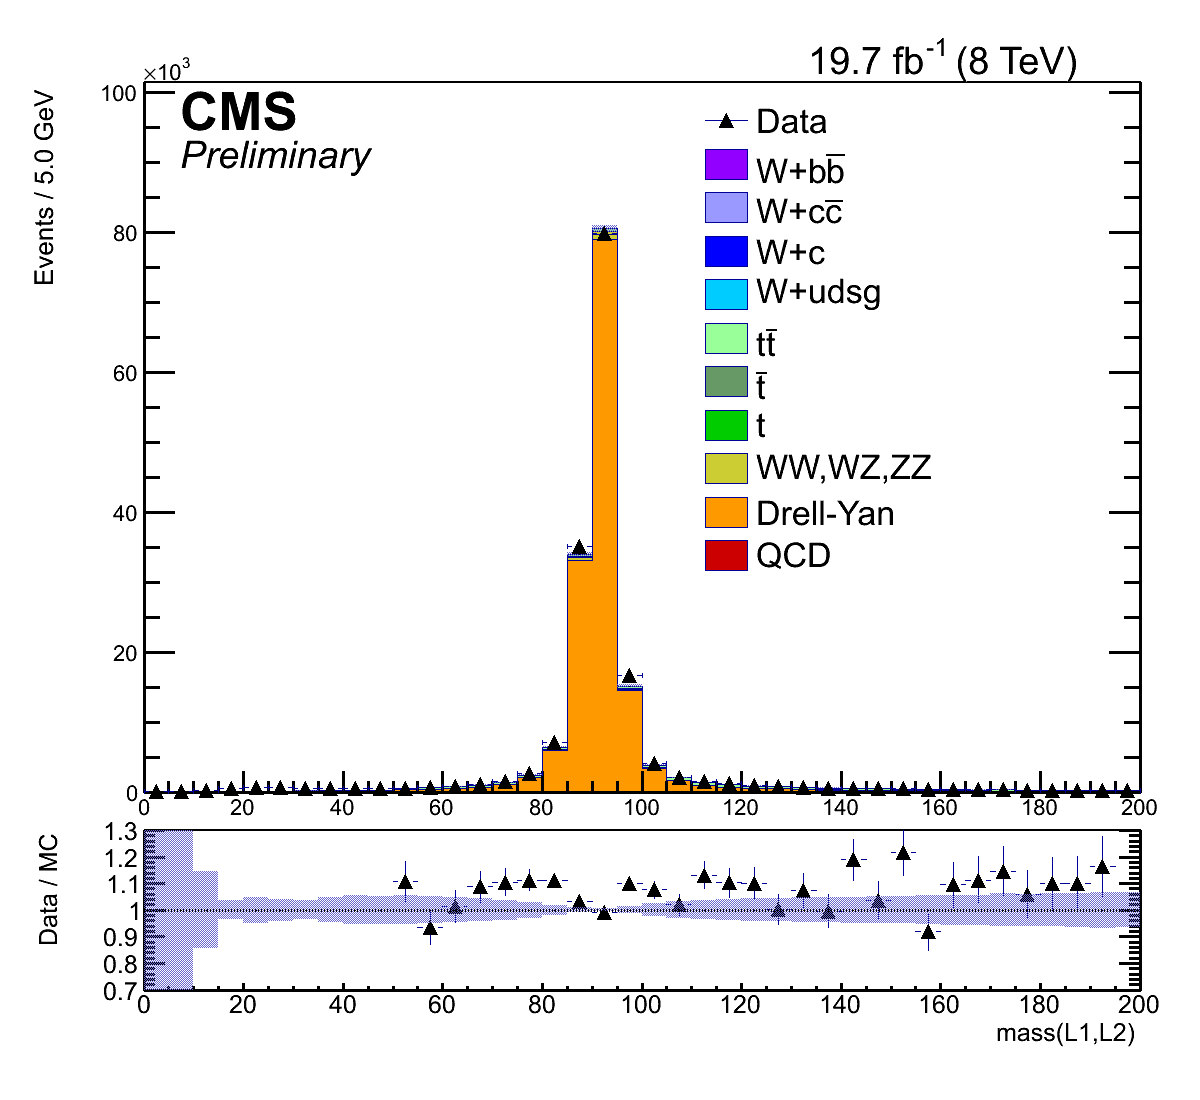 19.7 fb⁻¹ (8 TeV)
×10³
CMS
Preliminary
Events / 5.0 GeV
100
80
60
40
20
0
Data
W+bb̅
W+cc̅
W+c
W+udsg
tt̅
t̅
t
WW,WZ,ZZ
Drell-Yan
QCD
0 20 40 60 80 100 120 140 160 180 200
Data / MC
1.3
1.2
1.1
1
0.9
0.8
0.7
0 20 40 60 80 100 120 140 160 180 200
mass(L1,L2)